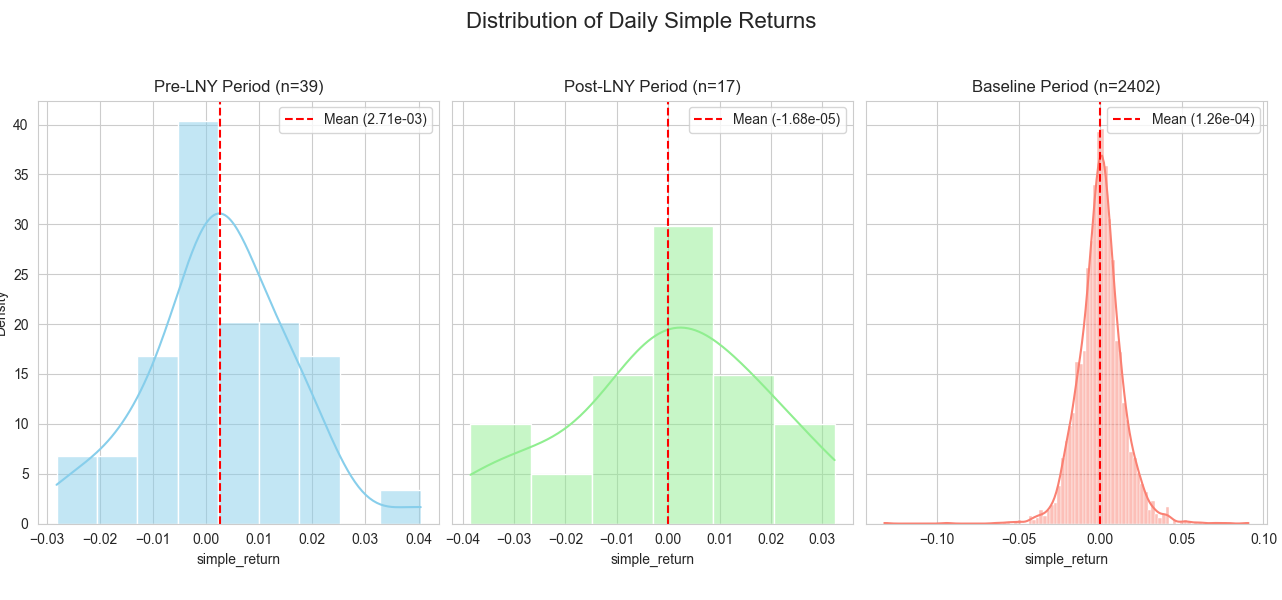 Distribution of Daily Simple Returns
Pre-LNY Period (n=39)
Post-LNY Period (n=17)
Baseline Period (n=2402)
Mean (2.71e-03)
Mean (-1.68e-05)
Mean (1.26e-04)
Density
40
35
30
25
20
15
10
5
0
−0.03 −0.02 −0.01 0.00 0.01 0.02 0.03 0.04
−0.04 −0.03 −0.02 −0.01 0.00 0.01 0.02 0.03
−0.10 −0.05 0.00 0.05 0.10
simple_return
simple_return
simple_return